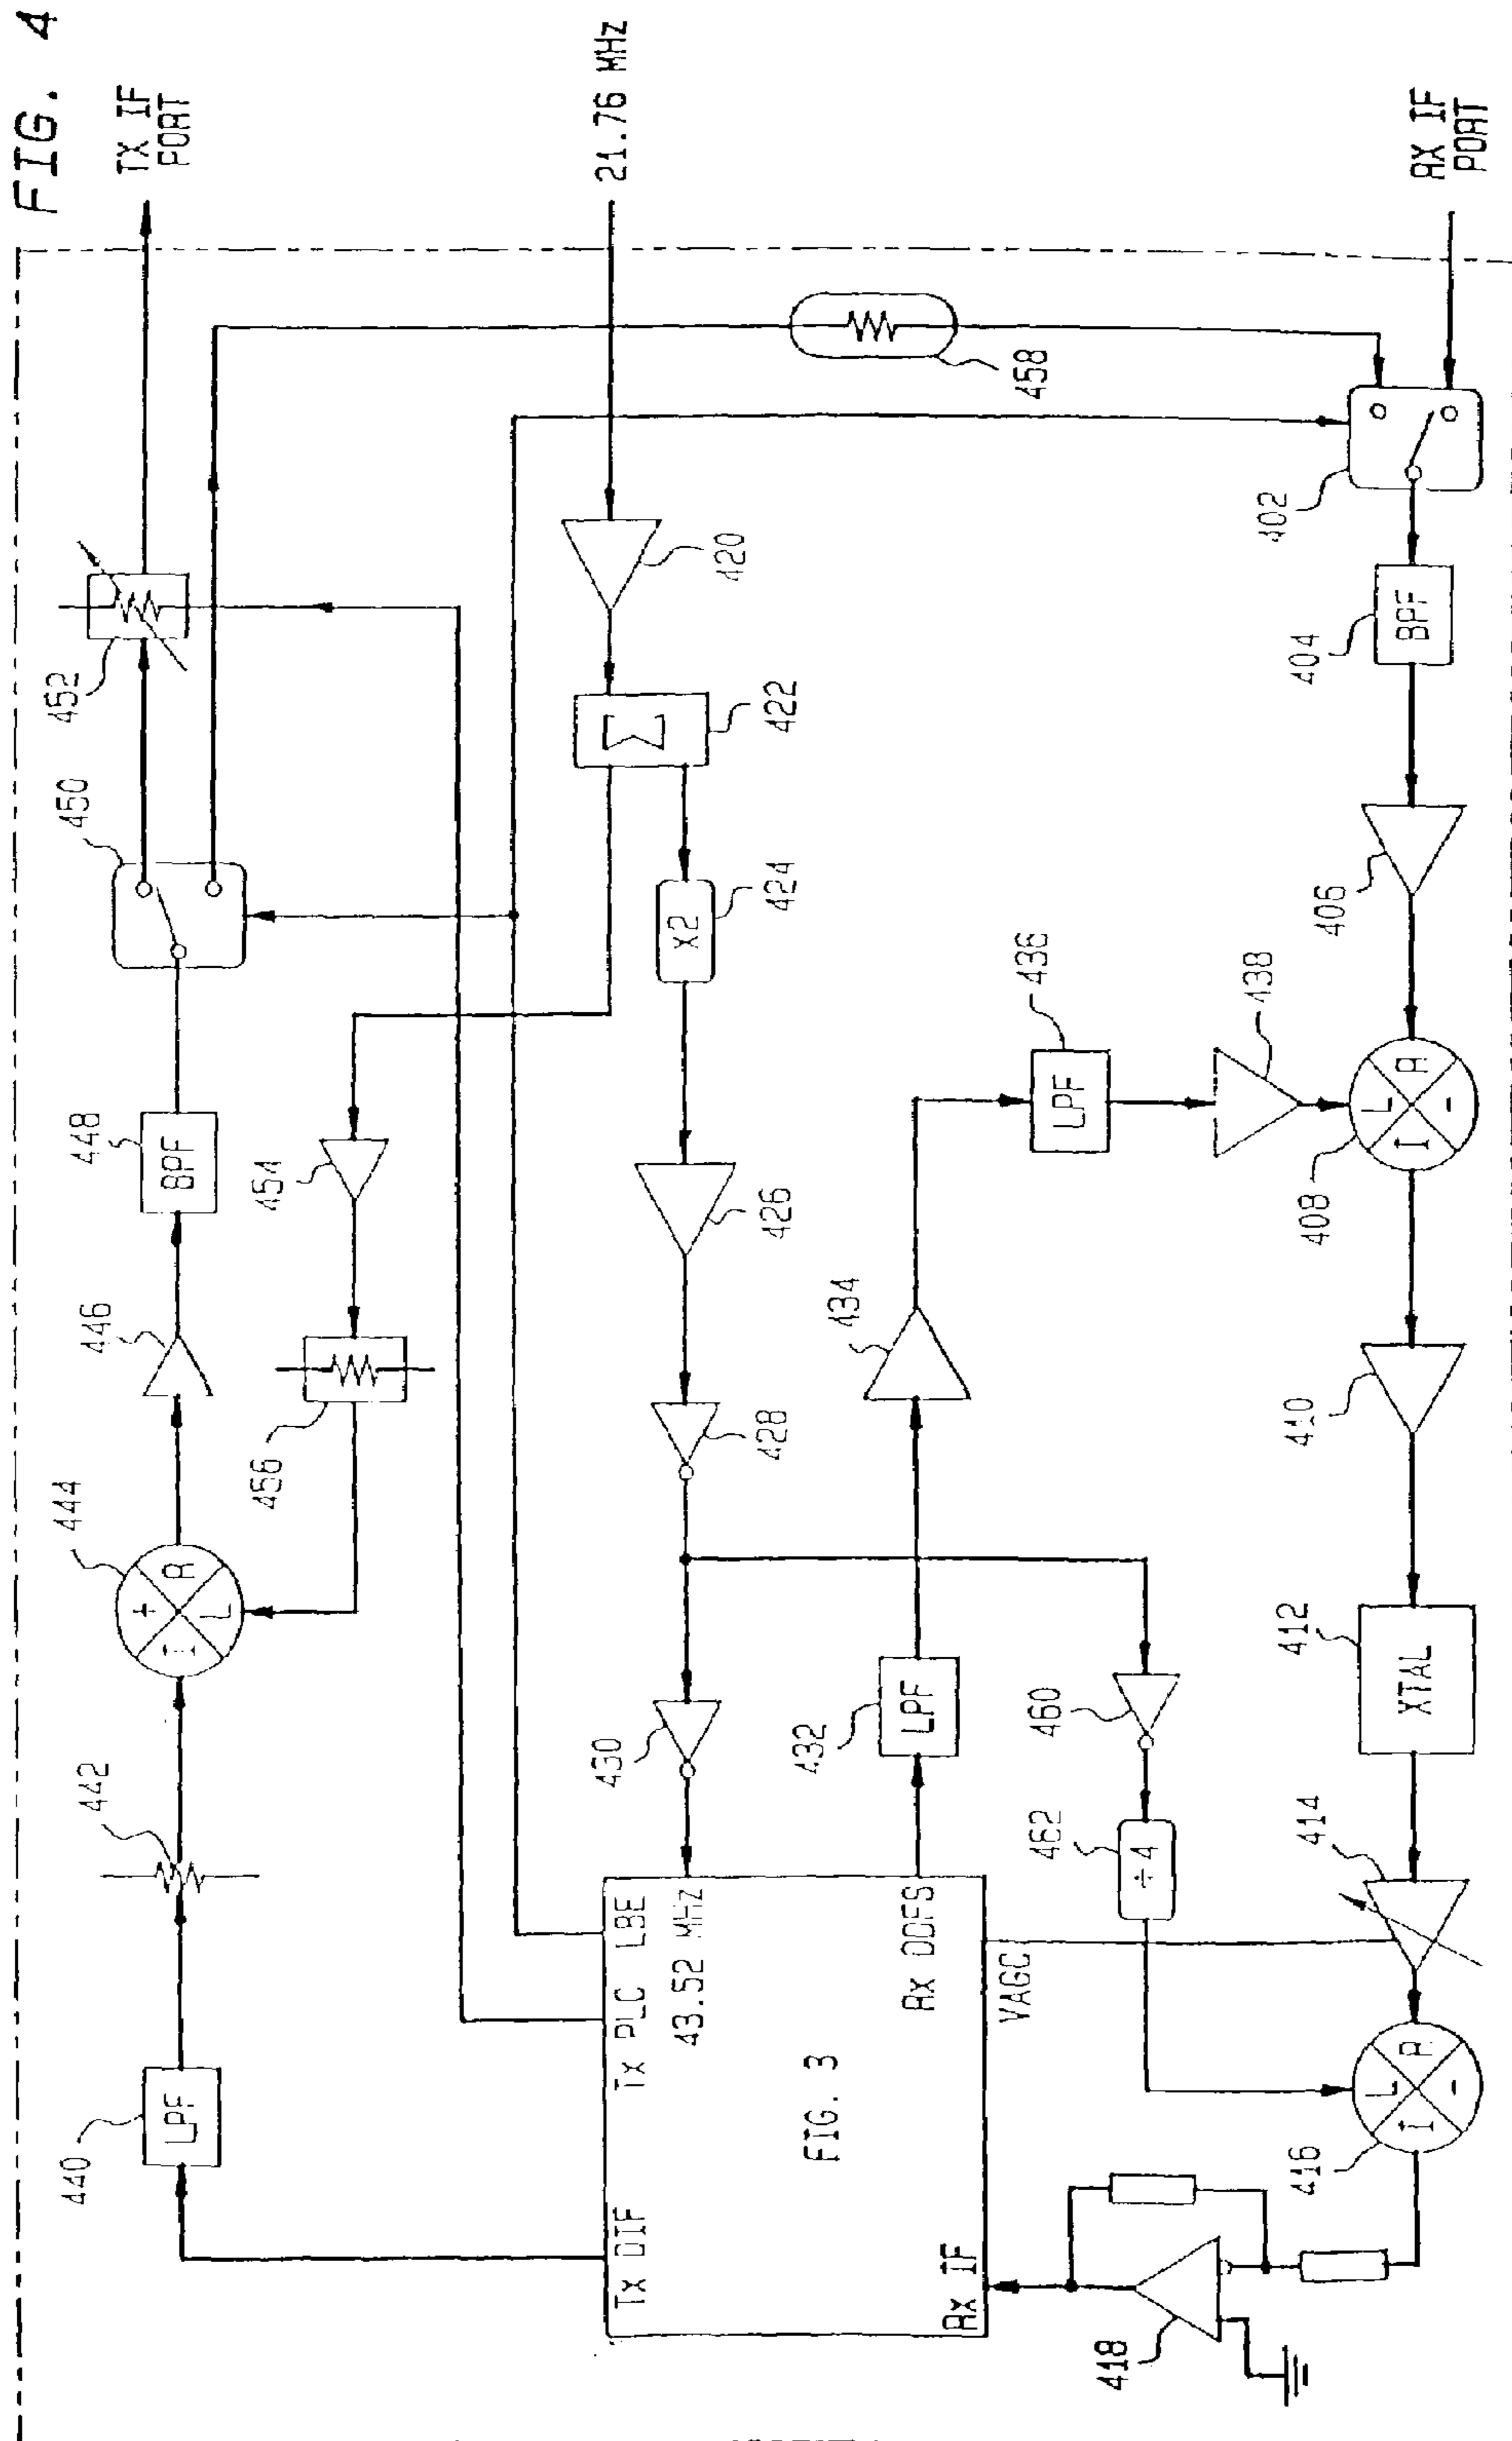 FIG. 4
TX IF
PORT
21.76 MHz
RX IF
PORT
452
450
448
BPF
446
444
+
I
R
L
442
440
LPF
454
456
458
420
Σ
422
x2
424
426
428
430
460
462
÷4
432
LPF
434
436
LPF
438
402
404
BPF
406
408
L
I
R
-
410
412
XTAL
414
416
L
I
R
-
418
Tx DIF
Tx PLC
LBE
43.52 MHz
Rx DDFS
FIG. 3
VAGC
Rx IF